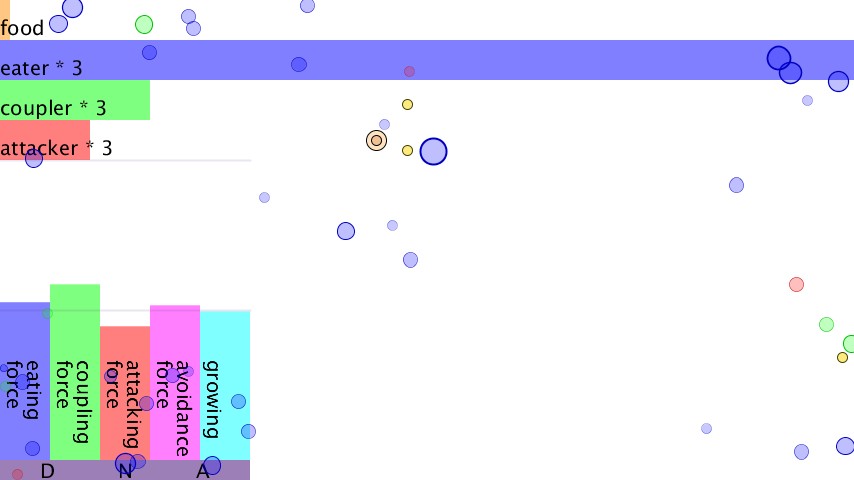 food
eater * 3
coupler * 3
attacker * 3
eating
force
coupling
force
attacking
force
avoidance
force
growing
D N A